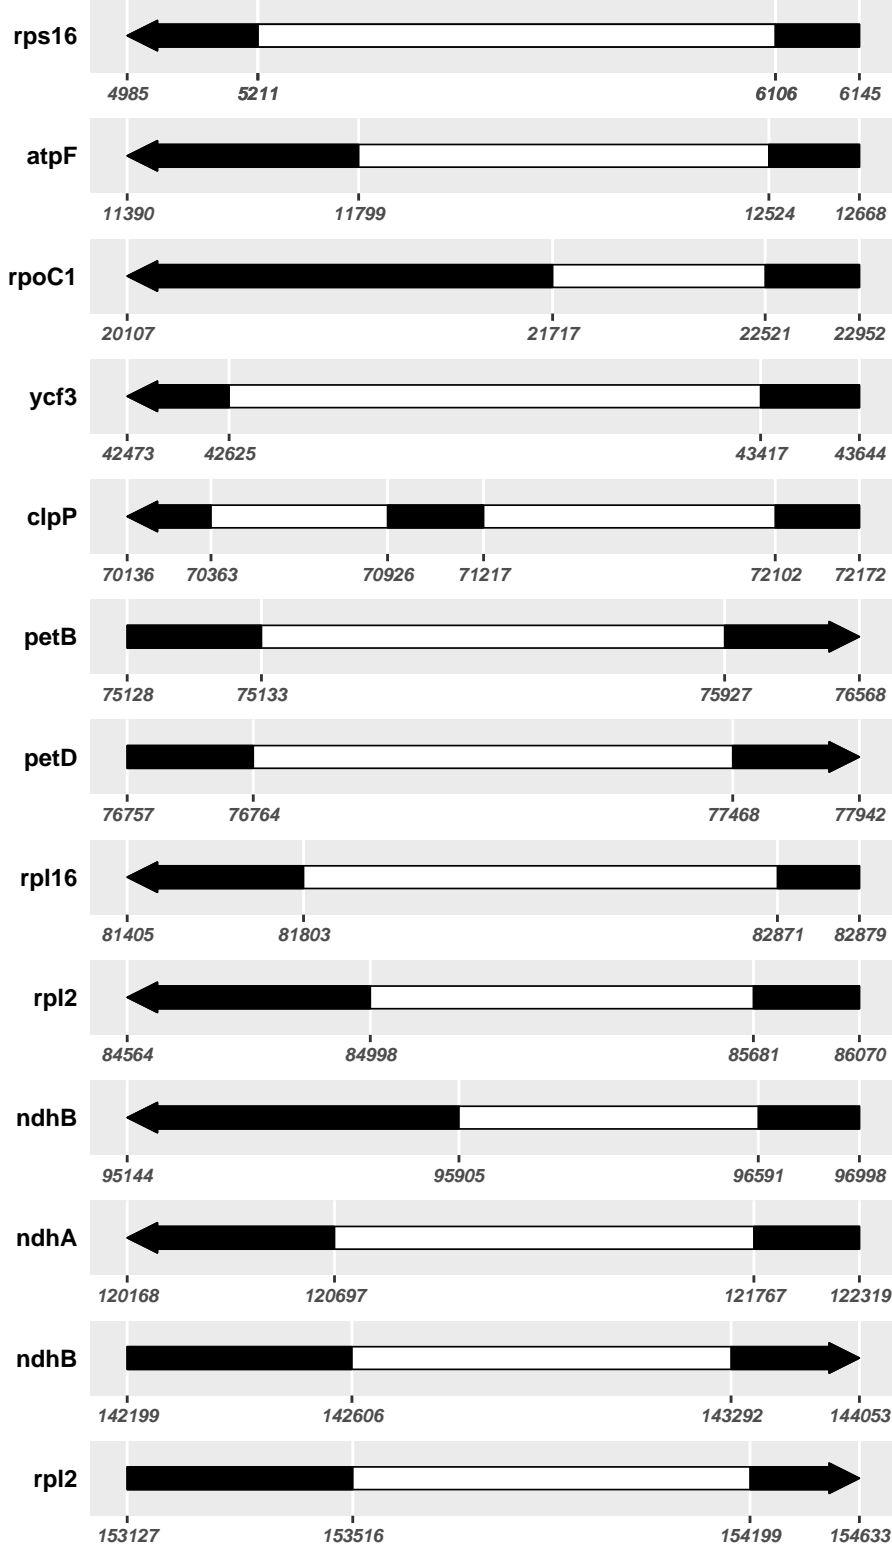 rps16
4985 5211 6106 6145
atpF
11390 11799 12524 12668
rpoC1
20107 21717 22521 22952
ycf3
42473 42625 43417 43644
clpP
70136 70363 70926 71217 72102 72172
petB
75128 75133 75927 76568
petD
76757 76764 77468 77942
rpl16
81405 81803 82871 82879
rpl2
84564 84998 85681 86070
ndhB
95144 95905 96591 96998
ndhA
120168 120697 121767 122319
ndhB
142199 142606 143292 144053
rpl2
153127 153516 154199 154633